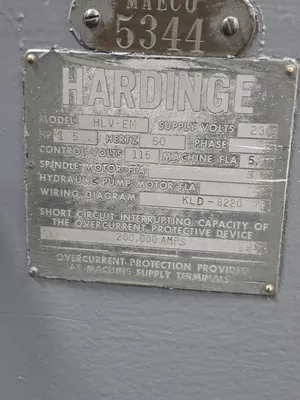 MAECO
5344
HARDINGE
MODEL HLV-EM SUPPLY VOLTS 23
HP 1.5 HERTZ 60 PHASE
CONTROL VOLTS 115 MACHINE FLA 5.
SPINDLE MOTOR FLA
HYDRAULIC PUMP MOTOR FLA
WIRING DIAGRAM KLD-8220
SHORT CIRCUIT INTERRUPTING CAPACITY OF
THE OVERCURRENT PROTECTIVE DEVICE
200,000 AMPS
OVERCURRENT PROTECTION PROVIDED
AT MACHINE SUPPLY TERMINALS